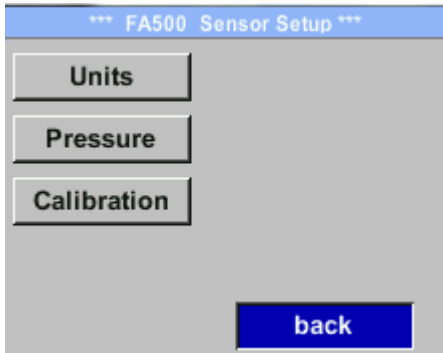 *** FA500 Sensor Setup ***
Units
Pressure
Calibration
back